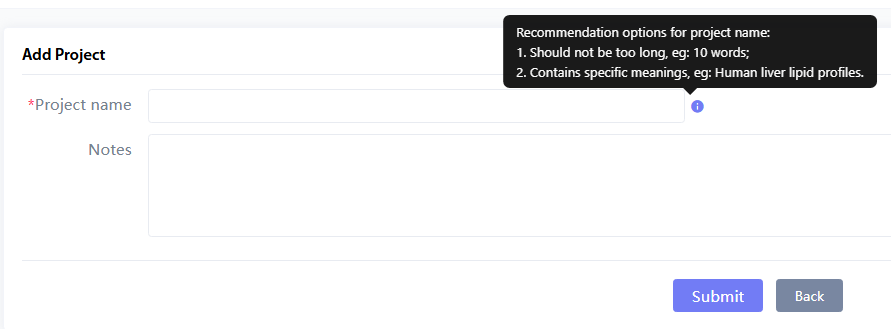 Recommendation options for project name:
1. Should not be too long, eg: 10 words;
2. Contains specific meanings, eg: Human liver lipid profiles.
Add Project
*Project name
Notes
Submit
Back